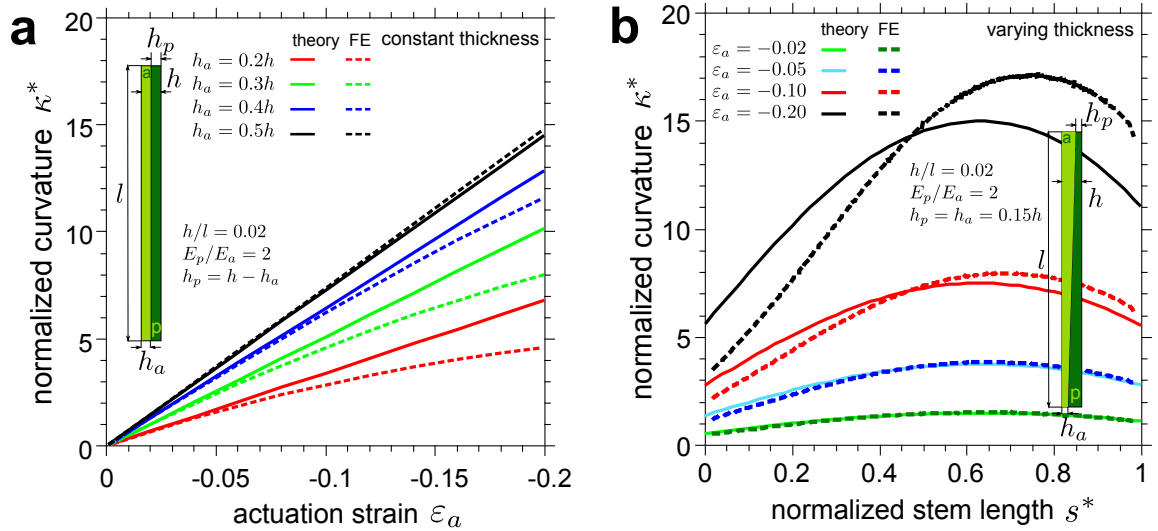 a
normalized curvature κ*
20
15
10
5
0
0
-0.05
-0.1
-0.15
-0.2
actuation strain ε_a
theory FE constant thickness
h_a = 0.2h
h_a = 0.3h
h_a = 0.4h
h_a = 0.5h
h_p
a
h
l
h/l = 0.02
E_p/E_a = 2
h_p = h − h_a
p
h_a
b
normalized curvature κ*
20
15
10
5
0
0
0.2
0.4
0.6
0.8
1
normalized stem length s*
theory FE varying thickness
ε_a = −0.02
ε_a = −0.05
ε_a = −0.10
ε_a = −0.20
h_p
a
h
l
h/l = 0.02
E_p/E_a = 2
h_p = h_a = 0.15h
p
h_a